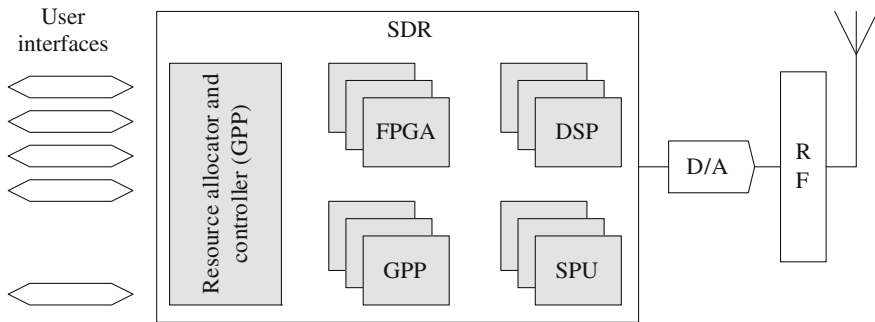 User
interfaces
SDR
Resource allocator and
controller (GPP)
FPGA
DSP
GPP
SPU
D/A
R
F